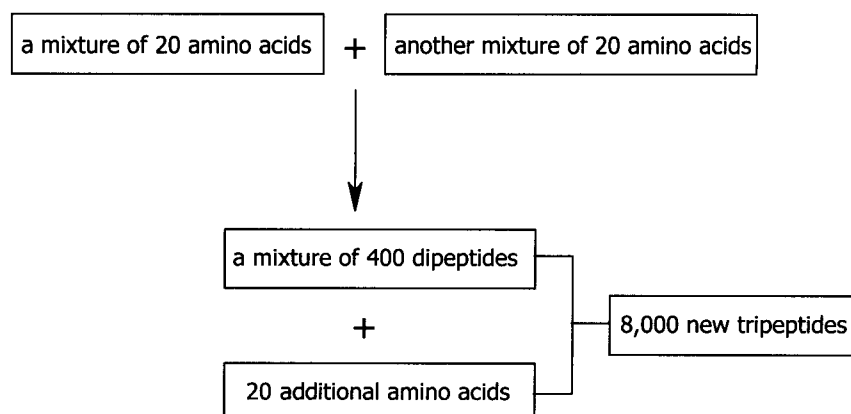 a mixture of 20 amino acids + another mixture of 20 amino acids
a mixture of 400 dipeptides
+
8,000 new tripeptides
20 additional amino acids